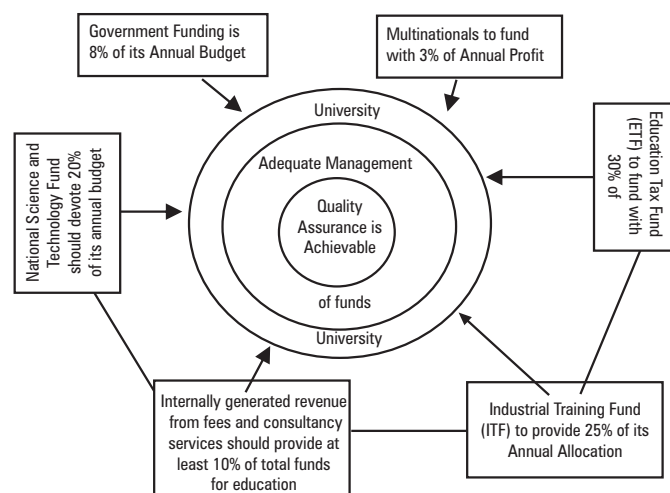 Government Funding is
8% of its Annual Budget
Multinationals to fund
with 3% of Annual Profit
University
Adequate Management
Quality
Assurance is
Achievable
of funds
University
National Science and
Technology Fund
should devote 20%
of its annual budget
Education Tax Fund
(ETF) to fund with
30% of
Internally generated revenue
from fees and consultancy
services should provide at
least 10% of total funds
for education
Industrial Training Fund
(ITF) to provide 25% of its
Annual Allocation